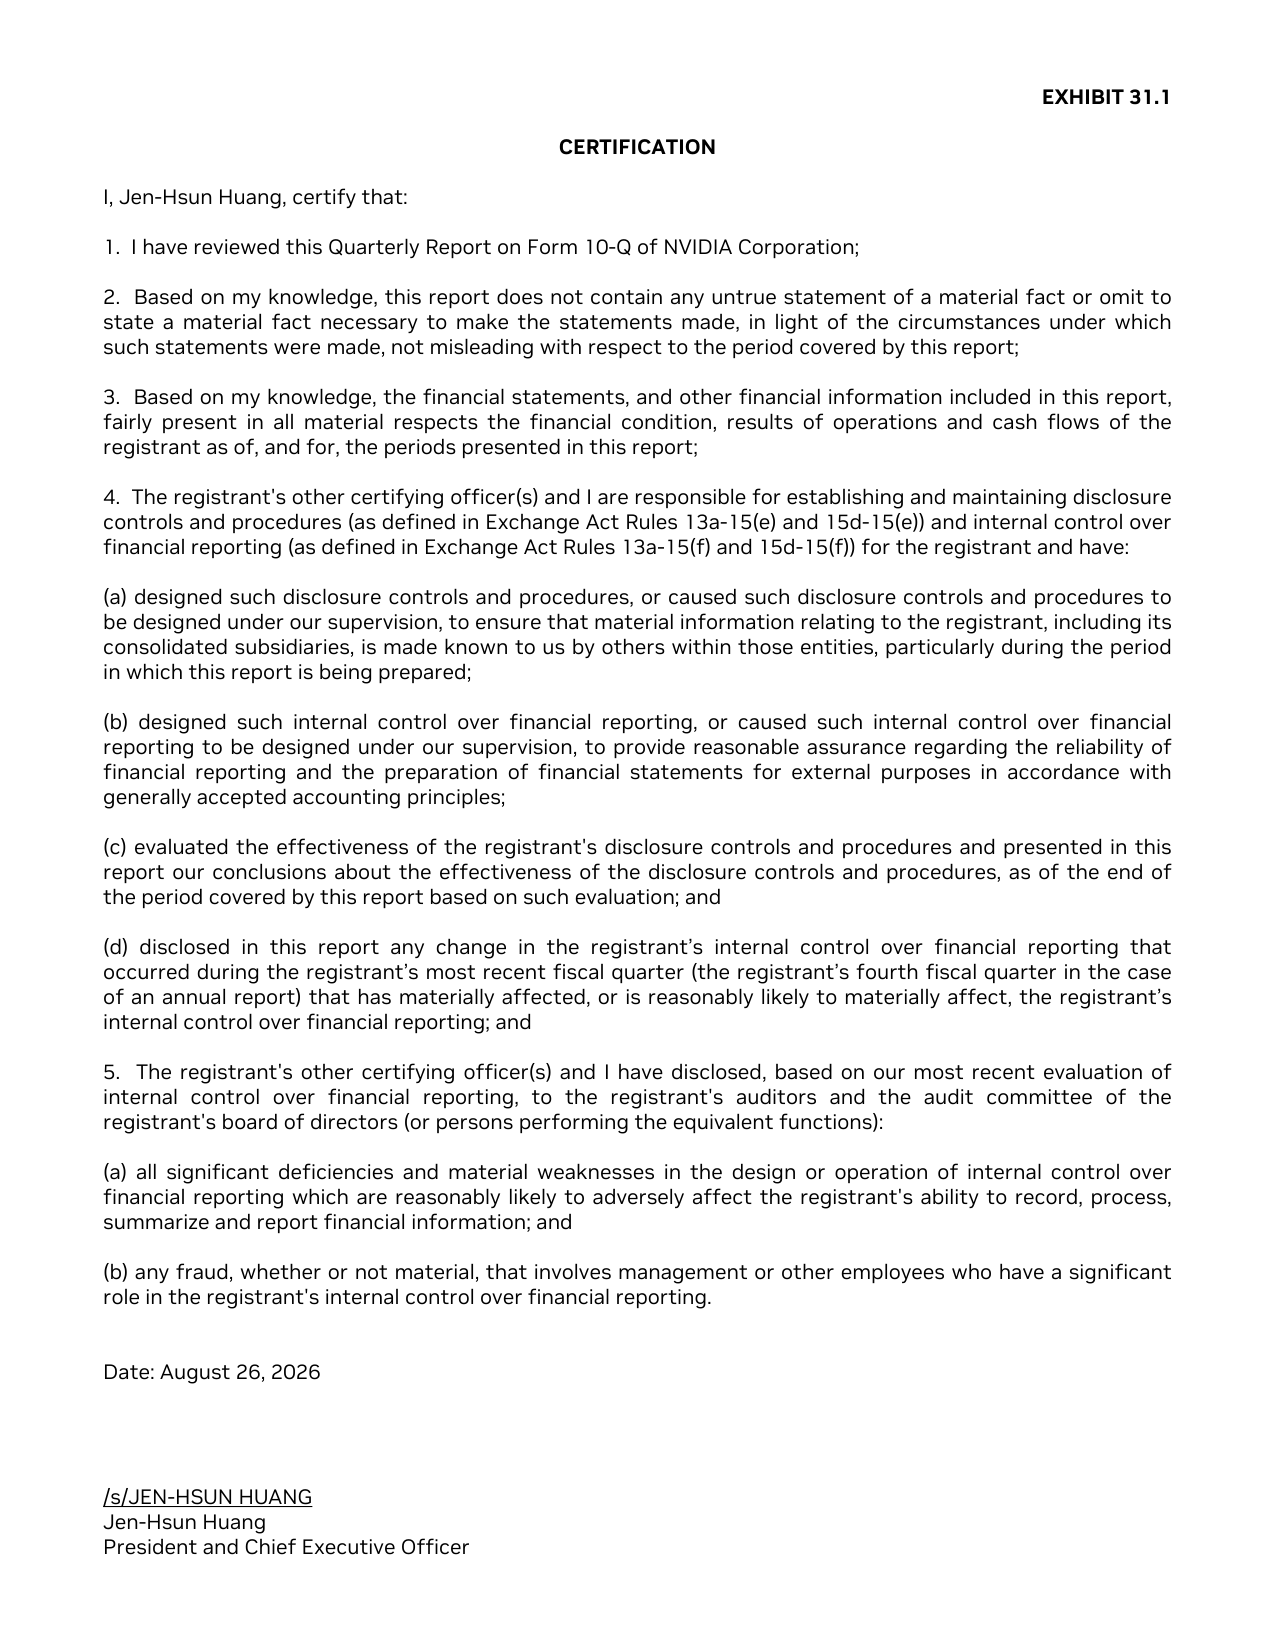 EXHIBIT 31.1
CERTIFICATION
I, Jen-Hsun Huang, certify that:
1.  I have reviewed this Quarterly Report on Form 10-Q of NVIDIA Corporation;
2.  Based on my knowledge, this report does not contain any untrue statement of a material fact or omit to
state a material fact necessary to make the statements made, in light of the circumstances under which
such statements were made, not misleading with respect to the period covered by this report;
3.  Based on my knowledge, the financial statements, and other financial information included in this report,
fairly present in all material respects the financial condition, results of operations and cash flows of the
registrant as of, and for, the periods presented in this report;
4.  The registrant's other certifying officer(s) and I are responsible for establishing and maintaining disclosure
controls and procedures (as defined in Exchange Act Rules 13a-15(e) and 15d-15(e)) and internal control over
financial reporting (as defined in Exchange Act Rules 13a-15(f) and 15d-15(f)) for the registrant and have:
(a) designed such disclosure controls and procedures, or caused such disclosure controls and procedures to
be designed under our supervision, to ensure that material information relating to the registrant, including its
consolidated subsidiaries, is made known to us by others within those entities, particularly during the period
in which this report is being prepared;
(b) designed such internal control over financial reporting, or caused such internal control over financial
reporting to be designed under our supervision, to provide reasonable assurance regarding the reliability of
financial reporting and the preparation of financial statements for external purposes in accordance with
generally accepted accounting principles;
(c) evaluated the effectiveness of the registrant's disclosure controls and procedures and presented in this
report our conclusions about the effectiveness of the disclosure controls and procedures, as of the end of
the period covered by this report based on such evaluation; and
(d) disclosed in this report any change in the registrant’s internal control over financial reporting that
occurred during the registrant’s most recent fiscal quarter (the registrant’s fourth fiscal quarter in the case
of an annual report) that has materially affected, or is reasonably likely to materially affect, the registrant’s
internal control over financial reporting; and
5.  The registrant's other certifying officer(s) and I have disclosed, based on our most recent evaluation of
internal control over financial reporting, to the registrant's auditors and the audit committee of the
registrant's board of directors (or persons performing the equivalent functions):
(a) all significant deficiencies and material weaknesses in the design or operation of internal control over
financial reporting which are reasonably likely to adversely affect the registrant's ability to record, process,
summarize and report financial information; and
(b) any fraud, whether or not material, that involves management or other employees who have a significant
role in the registrant's internal control over financial reporting.
Date: August 26, 2026
/s/JEN-HSUN HUANG
Jen-Hsun Huang
President and Chief Executive Officer